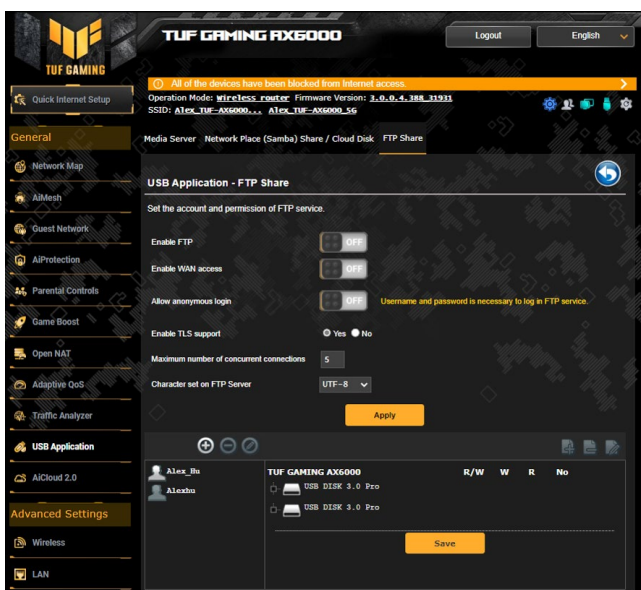 TUF GAMING AX6000
Logout
English
TUF GAMING
All of the devices have been blocked from Internet access.
Quick Internet Setup
Operation Mode: Wireless router Firmware Version: 3.0.0.4.388_31931
SSID: Alex_TUF-AX6000... Alex_TUF-AX6000_5G
General
Media Server Network Place (Samba) Share / Cloud Disk FTP Share
Network Map
USB Application - FTP Share
AiMesh
Set the account and permission of FTP service.
Guest Network
Enable FTP OFF
AiProtection
Enable WAN access OFF
Parental Controls
Allow anonymous login OFF Username and password is necessary to log in FTP service.
Game Boost
Enable TLS support Yes No
Open NAT
Maximum number of concurrent connections 5
Adaptive QoS
Character set on FTP Server UTF-8
Traffic Analyzer
Apply
USB Application
Alex_Hu
TUF GAMING AX6000 R/W W R No
AiCloud 2.0
Alexhu
USB DISK 3.0 Pro
USB DISK 3.0 Pro
Advanced Settings
Wireless
Save
LAN